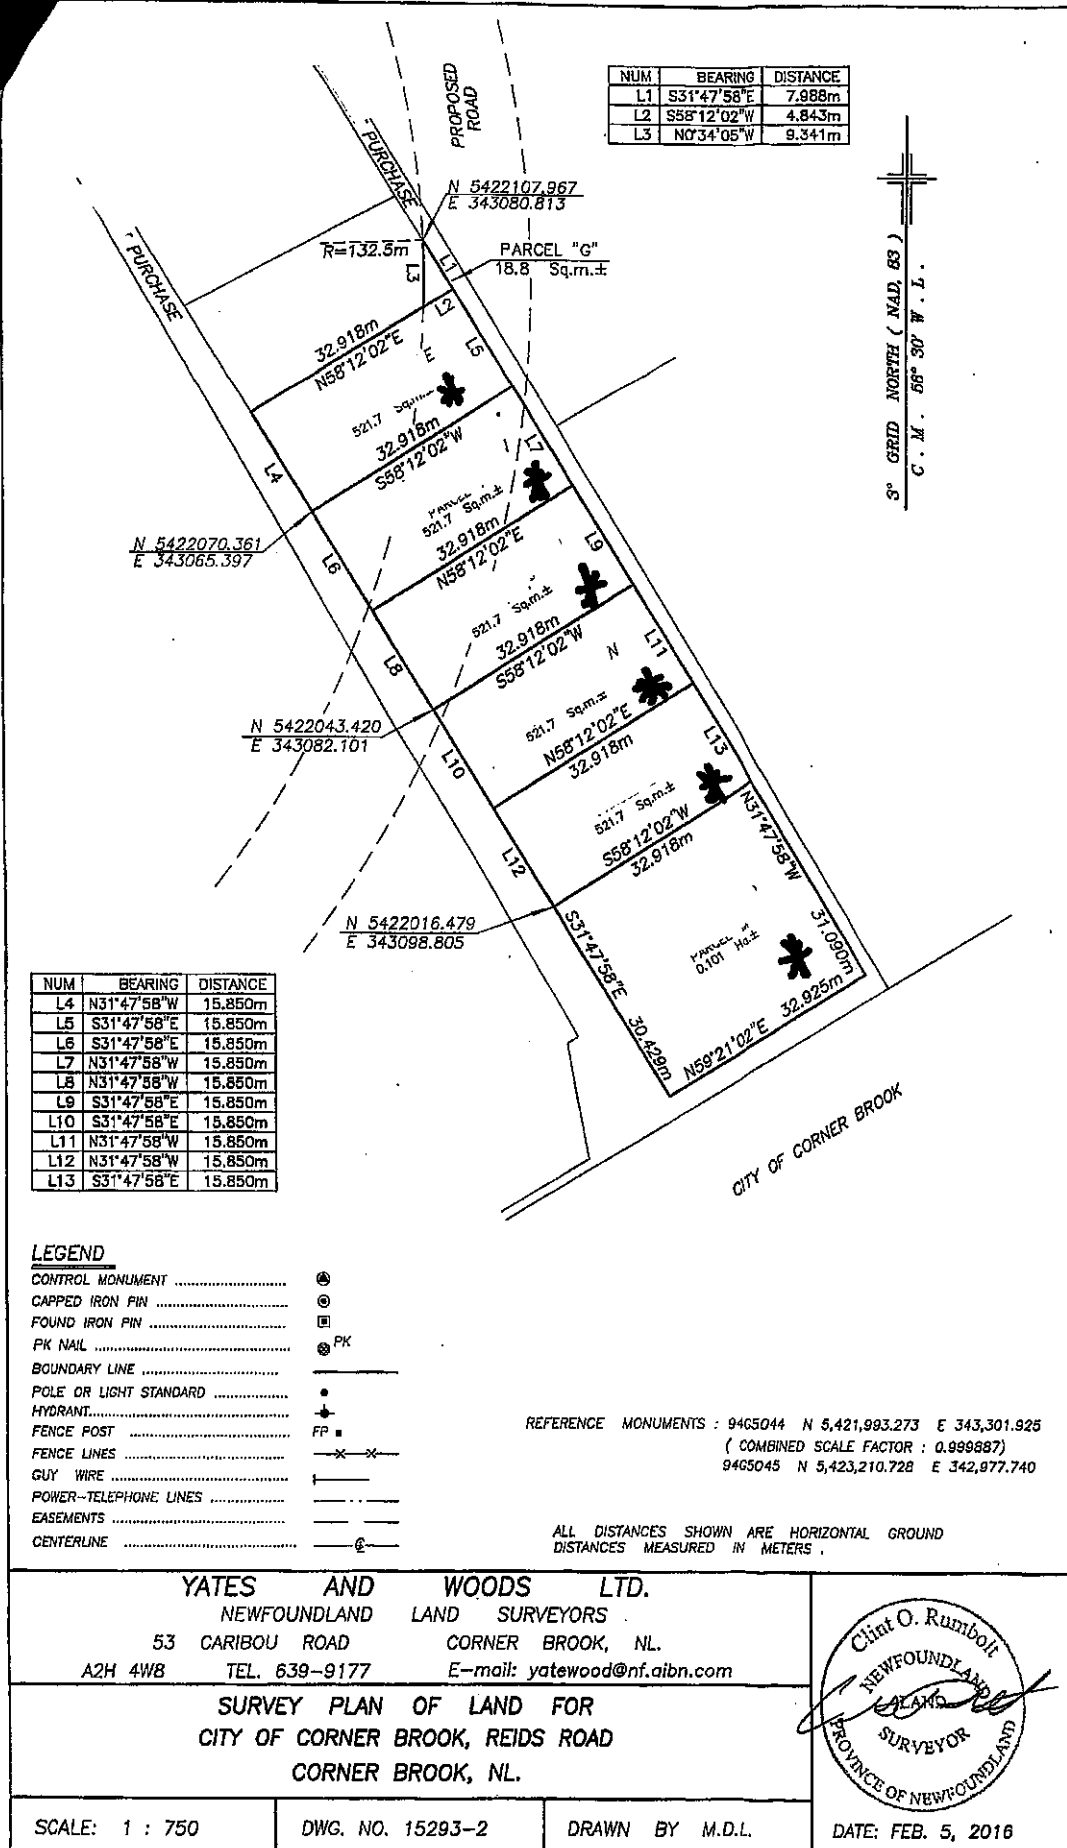 NUM BEARING DISTANCE
L1 S31°47'58"E 7.988m
L2 S58°12'02"W 4.843m
L3 N0°34'05"W 9.341m
PROPOSED
ROAD
PURCHASE
PURCHASE
N 5422107.967
E 343080.813
R=132.5m
PARCEL "G"
18.8 Sq.m.±
L3
L1
L2
L5
32.918m
N58°12'02"E
E
521.7 Sq.m.±
32.918m
S58°12'02"W
L4
L7
PARCEL
521.7 Sq.m.±
32.918m
N58°12'02"E
N 5422070.361
E 343065.397
L6
L9
521.7 Sq.m.±
32.918m
S58°12'02"W
L8
L11
N
521.7 Sq.m.±
N58°12'02"E
32.918m
N 5422043.420
E 343082.101
L10
L13
521.7 Sq.m.±
S58°12'02"W
32.918m
L12
N 5422016.479
E 343098.805
N31°47'58"W 31.090m
PARCEL
0.101 Ha.±
S31°47'58"E 30.429m
N59°21'02"E 32.925m
CITY OF CORNER BROOK
3° GRID NORTH ( NAD. 83 )
C . M . 58° 30' W . L .
NUM BEARING DISTANCE
L4 N31°47'58"W 15.850m
L5 S31°47'58"E 15.850m
L6 S31°47'58"E 15.850m
L7 N31°47'58"W 15.850m
L8 N31°47'58"W 15.850m
L9 S31°47'58"E 15.850m
L10 S31°47'58"E 15.850m
L11 N31°47'58"W 15.850m
L12 N31°47'58"W 15.850m
L13 S31°47'58"E 15.850m
LEGEND
CONTROL MONUMENT
CAPPED IRON PIN
FOUND IRON PIN
PK NAIL PK
BOUNDARY LINE
POLE OR LIGHT STANDARD
HYDRANT
FENCE POST FP
FENCE LINES
GUY WIRE
POWER-TELEPHONE LINES
EASEMENTS
CENTERLINE
REFERENCE MONUMENTS : 94G5044 N 5,421,993.273 E 343,301.925
( COMBINED SCALE FACTOR : 0.999887)
94G5045 N 5,423,210.728 E 342,977.740
ALL DISTANCES SHOWN ARE HORIZONTAL GROUND
DISTANCES MEASURED IN METERS .
YATES AND WOODS LTD.
NEWFOUNDLAND LAND SURVEYORS
53 CARIBOU ROAD CORNER BROOK, NL.
A2H 4W8 TEL. 639-9177 E-mail: yatewood@nf.aibn.com
SURVEY PLAN OF LAND FOR
CITY OF CORNER BROOK, REIDS ROAD
CORNER BROOK, NL.
SCALE: 1 : 750 DWG. NO. 15293-2 DRAWN BY M.D.L.
Clint O. Rumbolt
NEWFOUNDLAND
LAND
SURVEYOR
PROVINCE OF NEWFOUNDLAND
DATE: FEB. 5, 2016